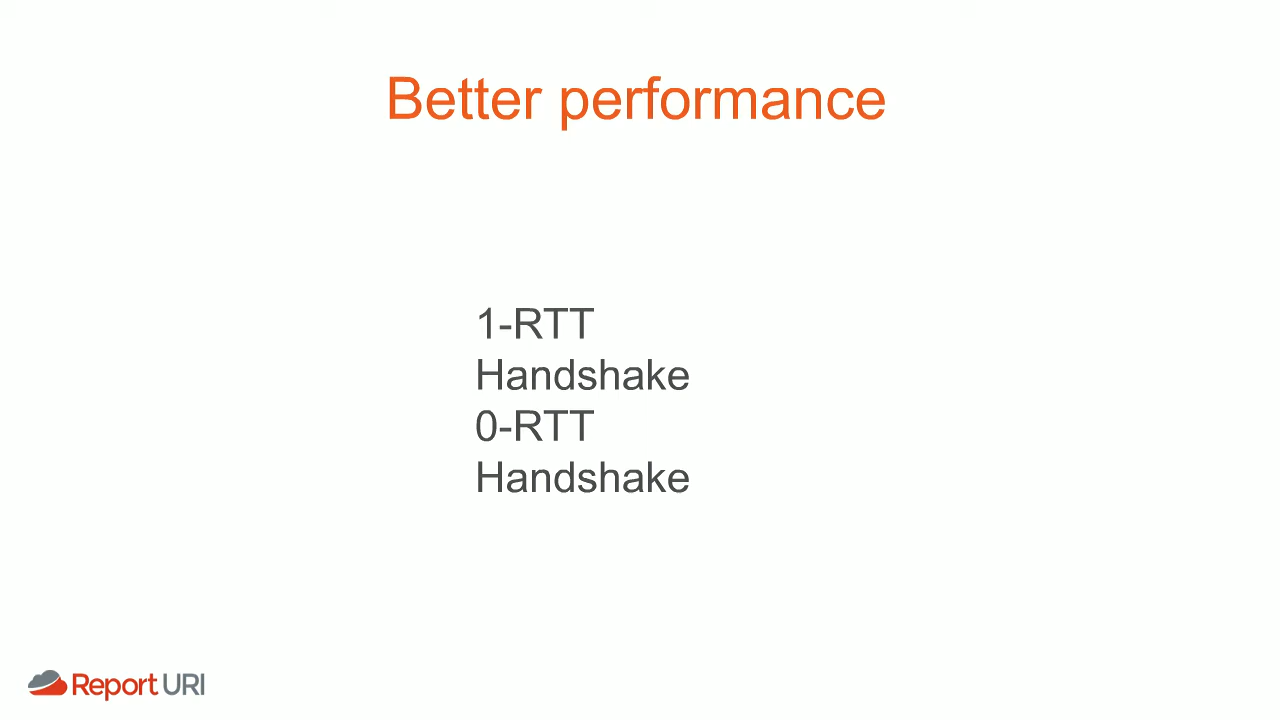 Better performance
1-RTT
Handshake
0-RTT
Handshake
Report URI